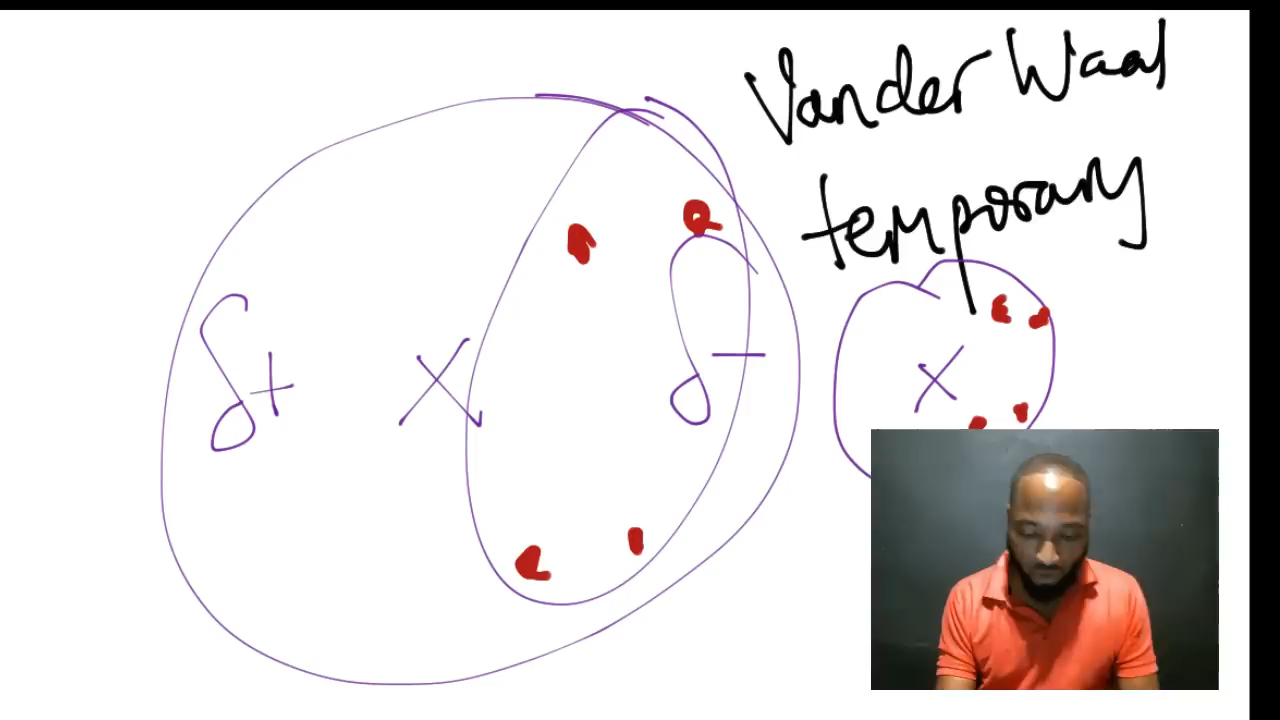 Vander Waal
temporary
δ+ X δ-
X